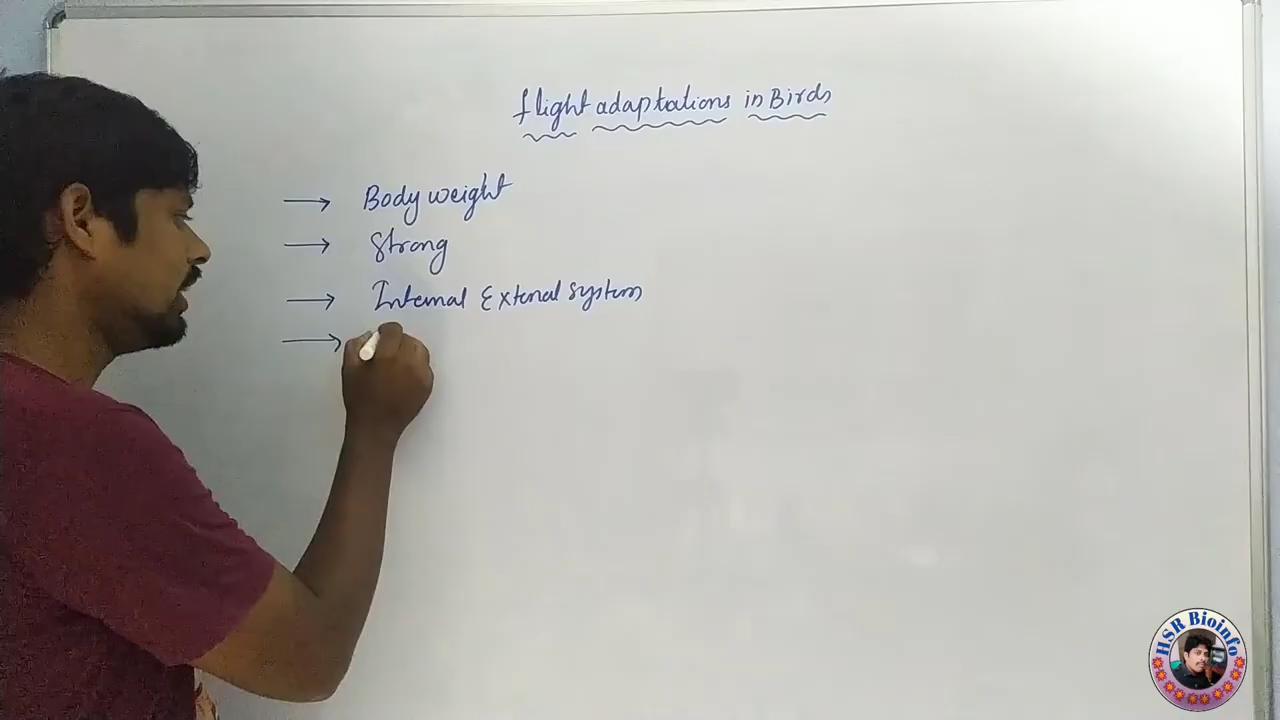 flight adaptations in Birds
→ Body weight
→ Strong
→ Internal External system
→
HSR Bioinfo